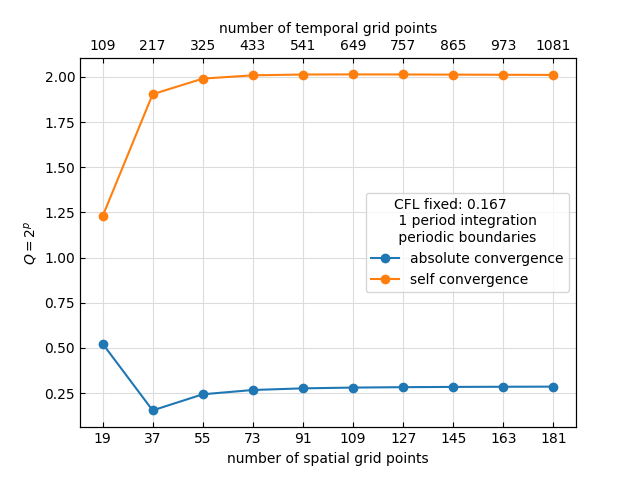 number of temporal grid points
109 217 325 433 541 649 757 865 973 1081
2.00
1.75
1.50
1.25
1.00
0.75
0.50
0.25
Q = 2^p
CFL fixed: 0.167
1 period integration
periodic boundaries
absolute convergence
self convergence
19 37 55 73 91 109 127 145 163 181
number of spatial grid points